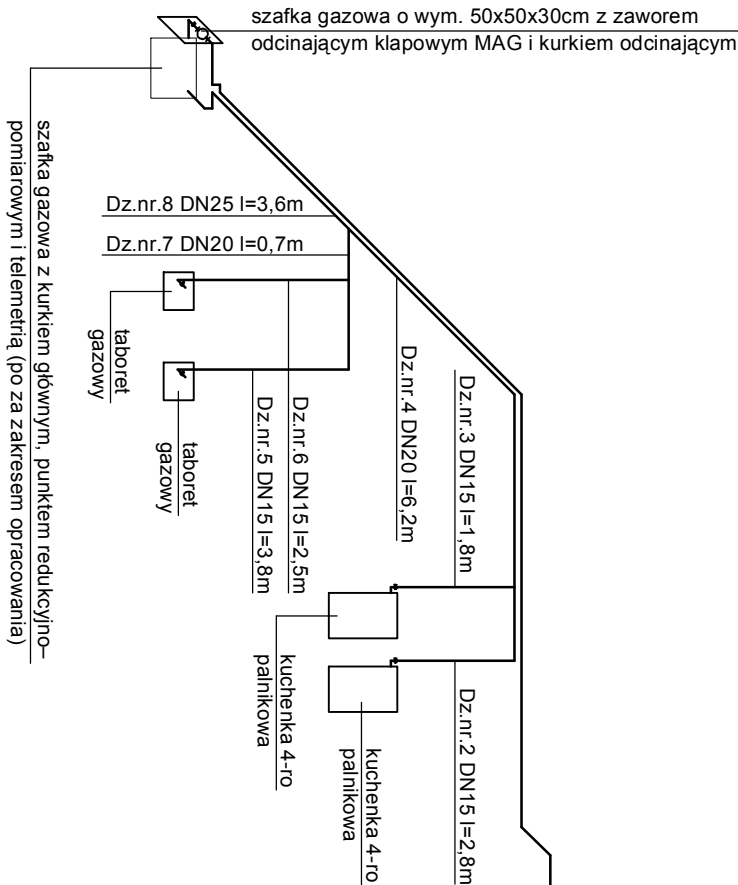 szafka gazowa o wym. 50x50x30cm z zaworem
odcinającym klapowym MAG i kurkiem odcinającym
szafka gazowa z kurkiem głównym, punktem redukcyjno–
pomiarowym i telemetrią (po za zakresem opracowania)
Dz.nr.8 DN25 l=3,6m
Dz.nr.7 DN20 l=0,7m
taboret
gazowy
taboret
gazowy
Dz.nr.5 DN15 l=3,8m
Dz.nr.6 DN15 l=2,5m
Dz.nr.4 DN20 l=6,2m
Dz.nr.3 DN15 l=1,8m
kuchenka 4-ro
palnikowa
kuchenka 4-ro
palnikowa
Dz.nr.2 DN15 l=2,8m